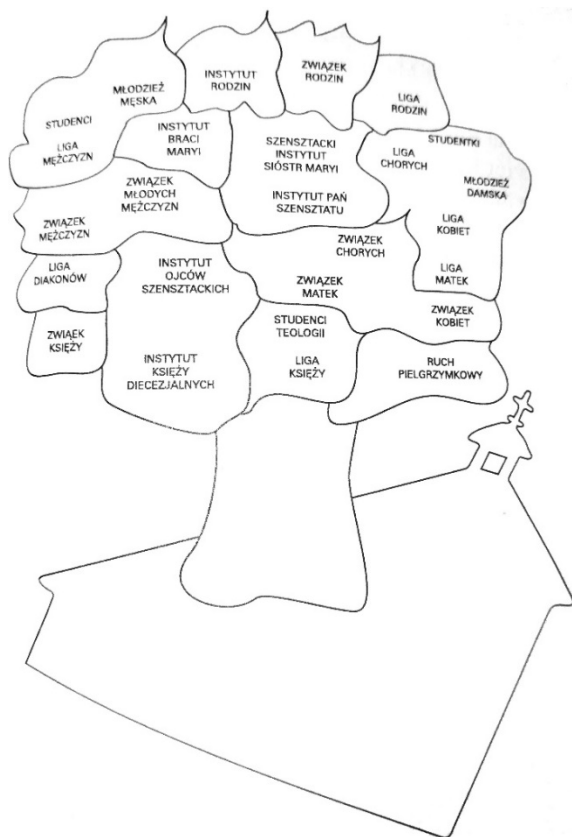 MŁODZIEŻ
MĘSKA
STUDENCI
LIGA
MĘŻCZYZN
INSTYTUT
RODZIN
ZWIĄZEK
RODZIN
LIGA
RODZIN
INSTYTUT
BRACI
MARYI
SZENSZTACKI
INSTYTUT
SIÓSTR MARYI
INSTYTUT PAŃ
SZENSZTATU
STUDENTKI
LIGA
CHORYCH
MŁODZIEŻ
DAMSKA
LIGA
KOBIET
LIGA
MATEK
ZWIĄZEK
MŁODYCH
MĘŻCZYZN
ZWIĄZEK
MĘŻCZYZN
ZWIĄZEK
CHORYCH
ZWIĄZEK
MATEK
ZWIĄZEK
KOBIET
LIGA
DIAKONÓW
INSTYTUT
OJCÓW
SZENSZTACKICH
INSTYTUT
KSIĘŻY
DIECEZJALNYCH
ZWIĄEK
KSIĘŻY
STUDENCI
TEOLOGII
LIGA
KSIĘŻY
RUCH
PIELGRZYMKOWY